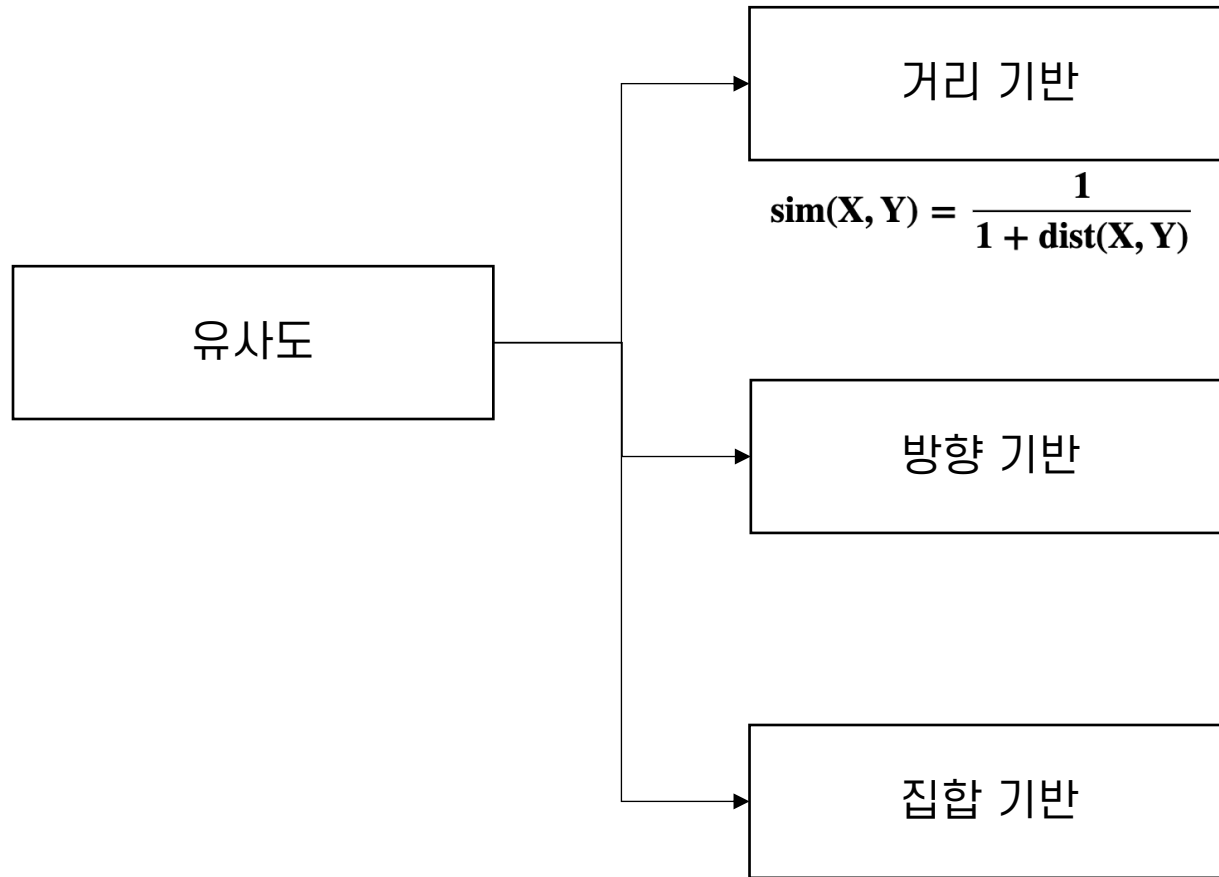 거리 기반
sim(X, Y) = 1 / (1 + dist(X, Y))
유사도
방향 기반
집합 기반